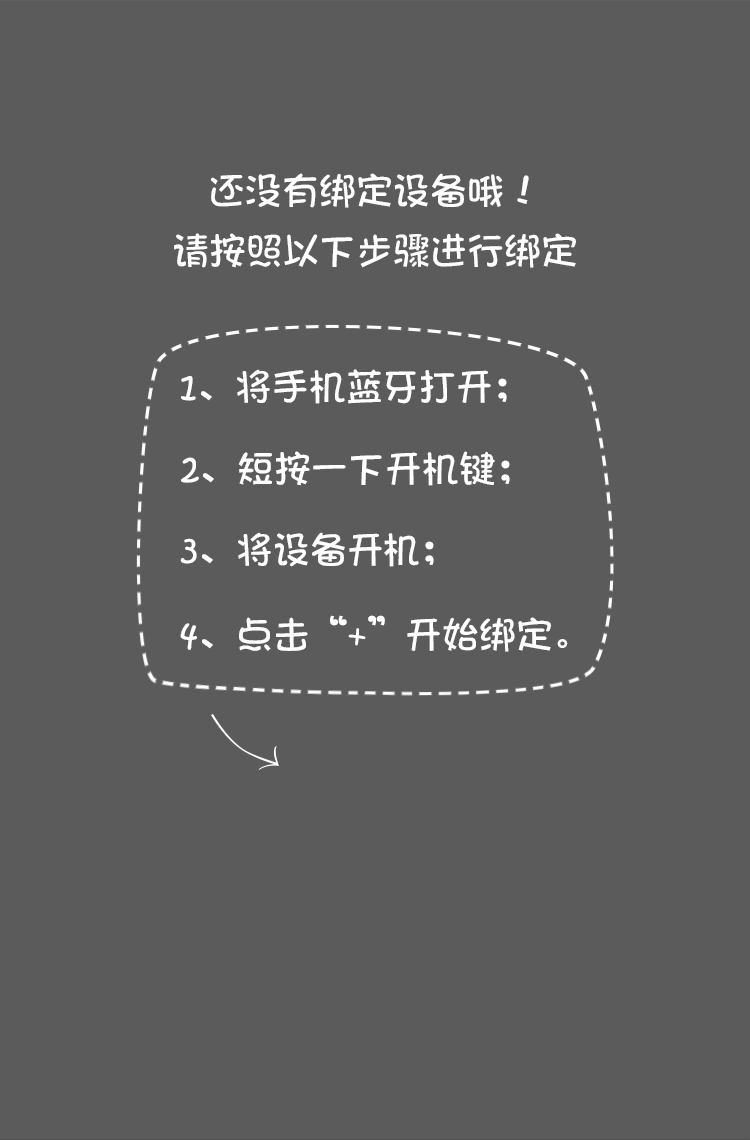 还没有绑定设备哦！
请按照以下步骤进行绑定
1、将手机蓝牙打开；
2、短按一下开机键；
3、将设备开机；
4、点击“+”开始绑定。